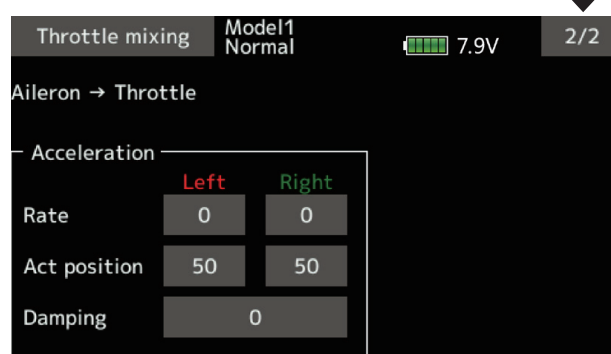 Throttle mixing Model1 7.9V 2/2
Normal
Aileron → Throttle
Acceleration
Left Right
Rate 0 0
Act position 50 50
Damping 0